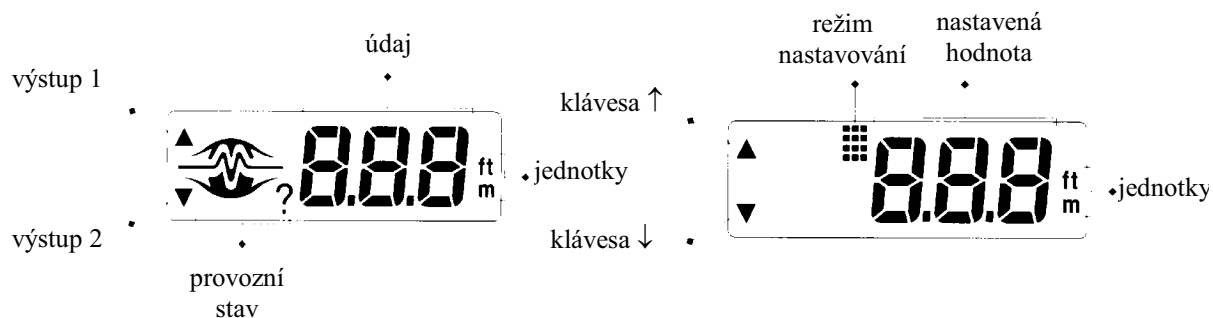 údaj
výstup 1
8.8.8
ft
m
?
jednotky
výstup 2
provozní
stav
režim
nastavování
nastavená
hodnota
klávesa ↑
8.8.8
ft
m
jednotky
klávesa ↓